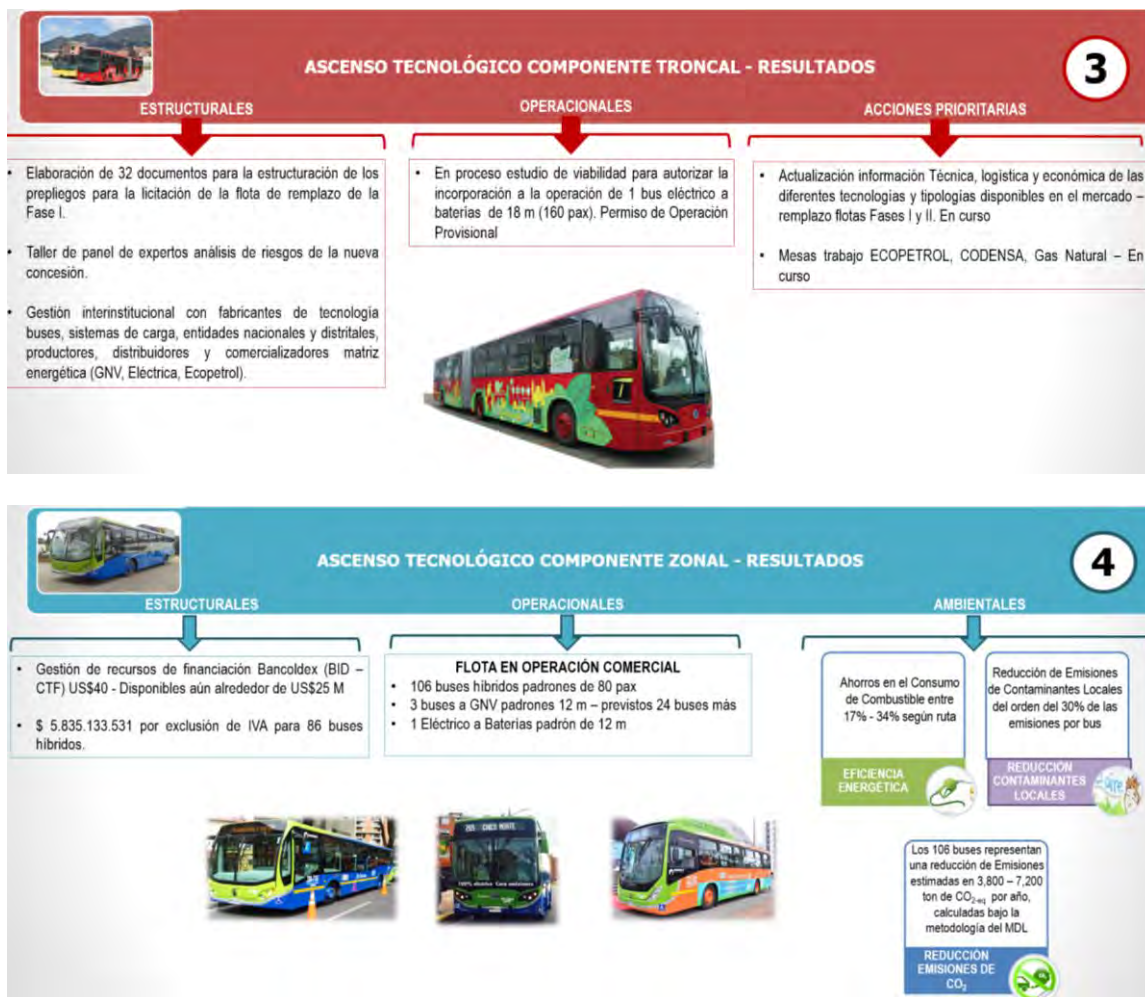 ASCENSO TECNOLÓGICO COMPONENTE TRONCAL - RESULTADOS
3
ESTRUCTURALES
• Elaboración de 32 documentos para la estructuración de los
prepliegos para la licitación de la flota de remplazo de la
Fase I.
• Taller de panel de expertos análisis de riesgos de la nueva
concesión.
• Gestión interinstitucional con fabricantes de tecnología
buses, sistemas de carga, entidades nacionales y distritales,
productores, distribuidores y comercializadores matriz
energética (GNV, Eléctrica, Ecopetrol).
OPERACIONALES
• En proceso estudio de viabilidad para autorizar la
incorporación a la operación de 1 bus eléctrico a
baterías de 18 m (160 pax). Permiso de Operación
Provisional
ACCIONES PRIORITARIAS
• Actualización información Técnica, logística y económica de las
diferentes tecnologías y tipologías disponibles en el mercado –
remplazo flotas Fases I y II. En curso
• Mesas trabajo ECOPETROL, CODENSA, Gas Natural – En
curso
ASCENSO TECNOLÓGICO COMPONENTE ZONAL - RESULTADOS
4
ESTRUCTURALES
• Gestión de recursos de financiación Bancoldex (BID –
CTF) US$40 - Disponibles aún alrededor de US$25 M
• $ 5.835.133.531 por exclusión de IVA para 86 buses
híbridos.
OPERACIONALES
FLOTA EN OPERACIÓN COMERCIAL
• 106 buses híbridos padrones de 80 pax
• 3 buses a GNV padrones 12 m – previstos 24 buses más
• 1 Eléctrico a Baterías padrón de 12 m
AMBIENTALES
Ahorros en el Consumo
de Combustible entre
17% - 34% según ruta
EFICIENCIA
ENERGÉTICA
Reducción de Emisiones
de Contaminantes Locales
del orden del 30% de las
emisiones por bus
REDUCCIÓN
CONTAMINANTES
LOCALES
Los 106 buses representan
una reducción de Emisiones
estimadas en 3,800 – 7,200
ton de CO2-eq por año,
calculadas bajo la
metodología del MDL
REDUCCIÓN
EMISIONES DE
CO2